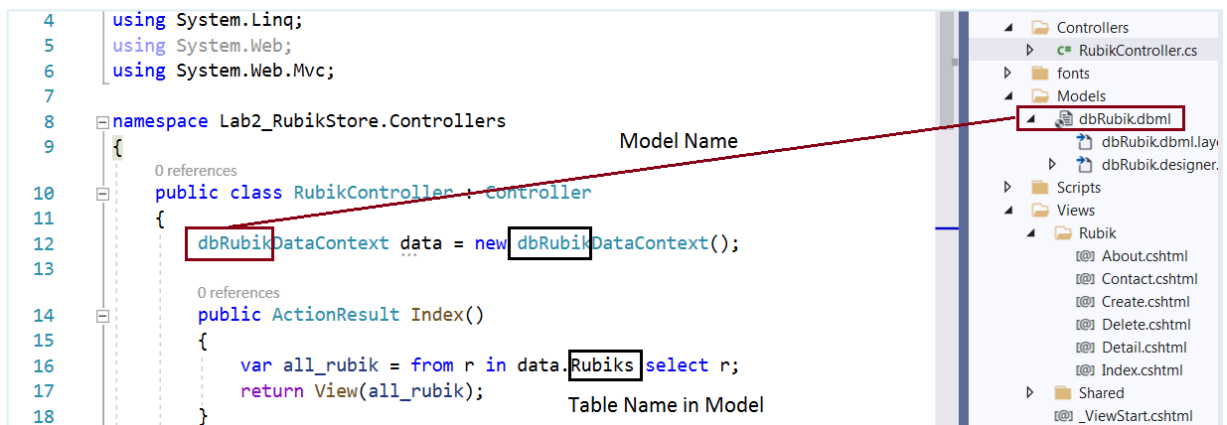 4 using System.Linq;
5 using System.Web;
6 using System.Web.Mvc;
7
8 namespace Lab2_RubikStore.Controllers
9 {
Model Name
0 references
10 public class RubikController : Controller
11 {
12 dbRubikDataContext data = new dbRubikDataContext();
13
0 references
14 public ActionResult Index()
15 {
16 var all_rubik = from r in data.Rubiks select r;
17 return View(all_rubik);
Table Name in Model
18 }
Controllers
C# RubikController.cs
fonts
Models
dbRubik.dbml
dbRubik.dbml.lay
dbRubik.designer.
Scripts
Views
Rubik
[@] About.cshtml
[@] Contact.cshtml
[@] Create.cshtml
[@] Delete.cshtml
[@] Detail.cshtml
[@] Index.cshtml
Shared
[@] _ViewStart.cshtml